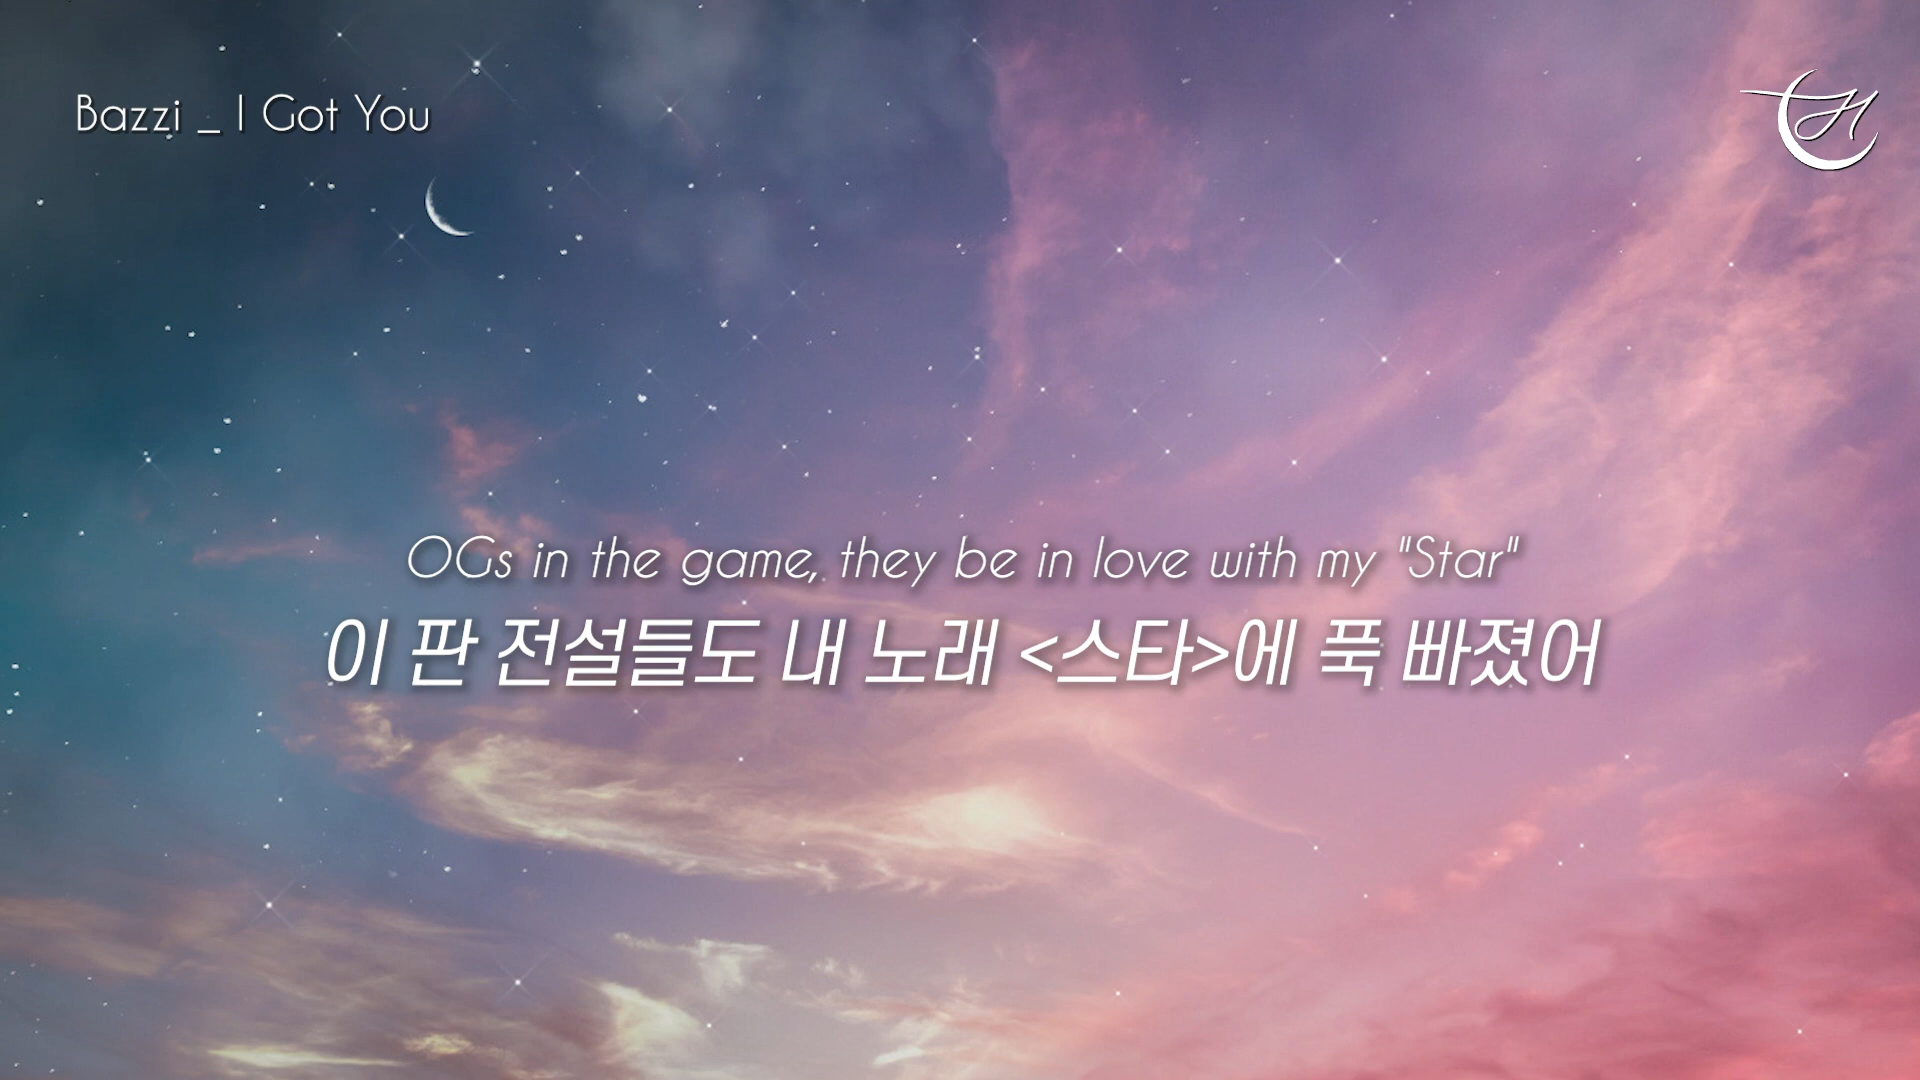 Bazzi _ I Got You
OGs in the game, they be in love with my "Star"
이 판 전설들도 내 노래 <스타>에 푹 빠졌어